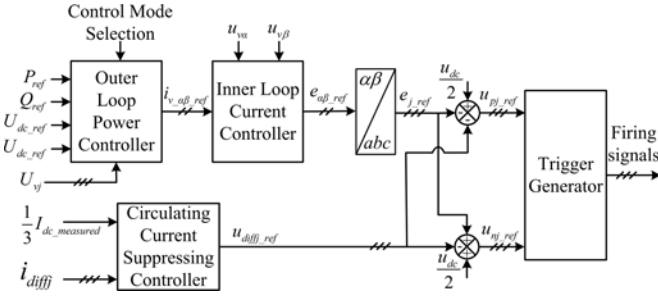 Control Mode
Selection
P_ref
Q_ref
U_dc_ref
U_dc_ref
U_vj
Outer
Loop
Power
Controller
i_v_αβ_ref
u_vα
u_vβ
Inner Loop
Current
Controller
e_αβ_ref
αβ
abc
e_j_ref
u_dc
2
+
-
-
u_pj_ref
Trigger
Generator
Firing
signals
1
3
I_dc_measured
i_diffj
Circulating
Current
Suppressing
Controller
u_diffj_ref
+
-
+
u_nj_ref
u_dc
2